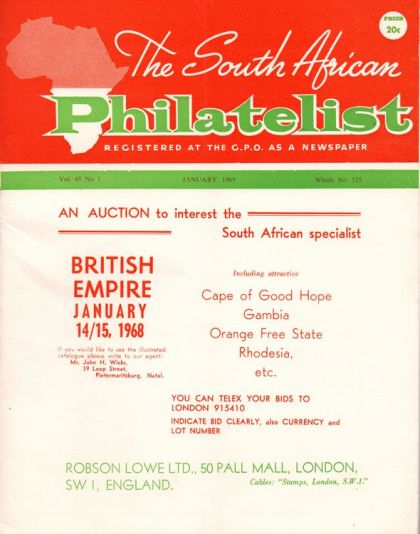 PRICE
20c
The South African
Philatelist
REGISTERED AT THE G.P.O. AS A NEWSPAPER
Vol. 45 No 1 JANUARY, 1969 Whole No. 525
AN AUCTION to interest the
South African specialist
BRITISH
EMPIRE
JANUARY
14/15, 1968
If you would like to see the illustrated
catalogue please write to our agent:
Mr. John H. Wicks,
39 Loop Street,
Pietermaritzburg, Natal.
Including attractive
Cape of Good Hope
Gambia
Orange Free State
Rhodesia,
etc.
YOU CAN TELEX YOUR BIDS TO
LONDON 915410
INDICATE BID CLEARLY, also CURRENCY and
LOT NUMBER
ROBSON LOWE LTD., 50 PALL MALL, LONDON,
SW 1, ENGLAND. Cables: "Stamps, London, S.W.1."